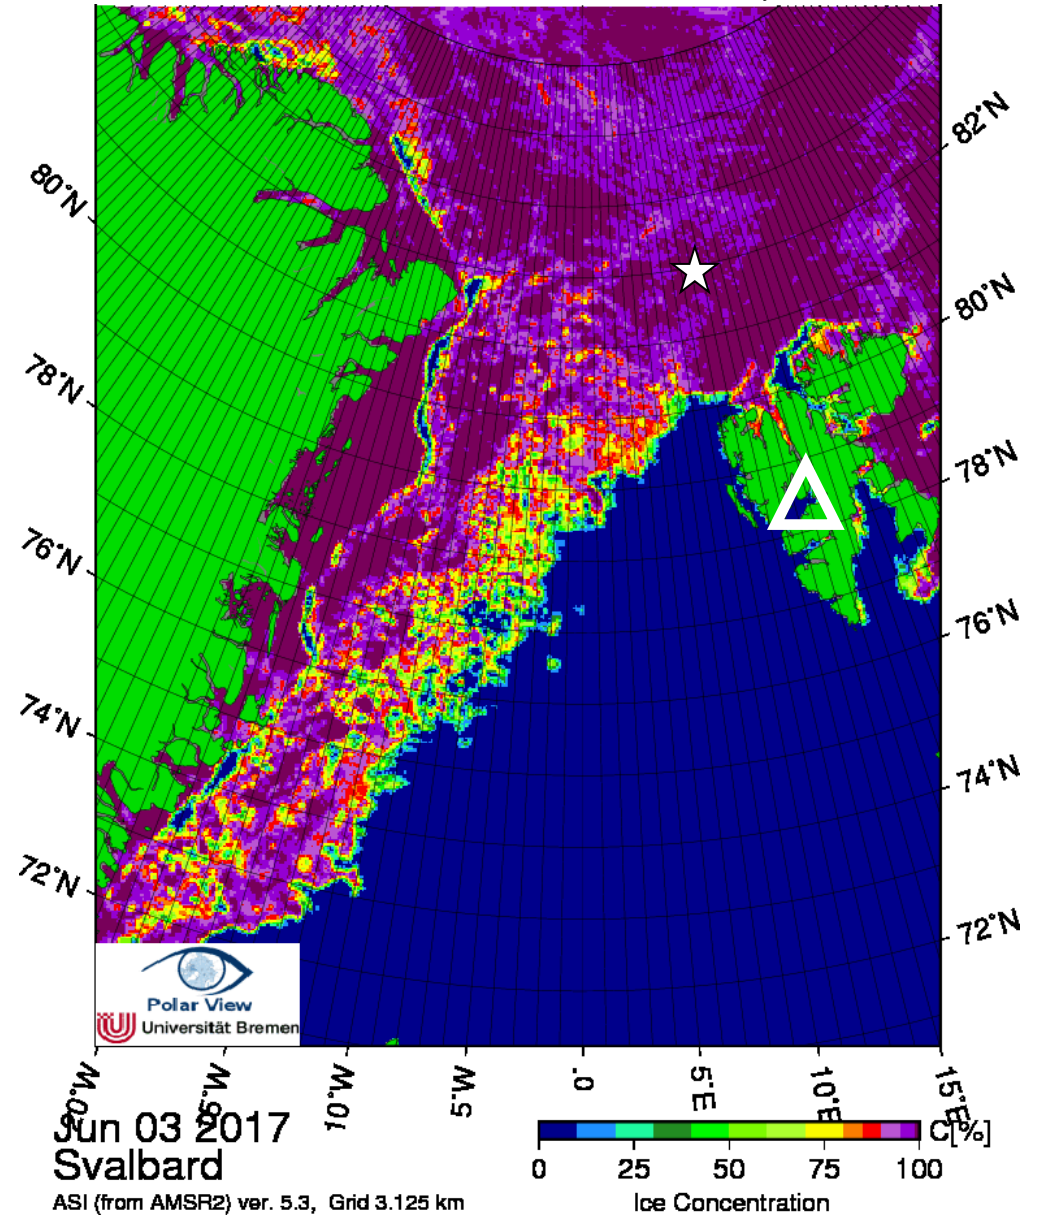 82°N
80°N
80°N
78°N
78°N
76°N
76°N
74°N
74°N
72°N
72°N
Polar View
Universität Bremen
20°W
15°W
10°W
5°W
0°
5°E
10°E
15°E
Jun 03 2017
Svalbard
ASI (from AMSR2) ver. 5.3, Grid 3.125 km
C[%]
0 25 50 75 100
Ice Concentration